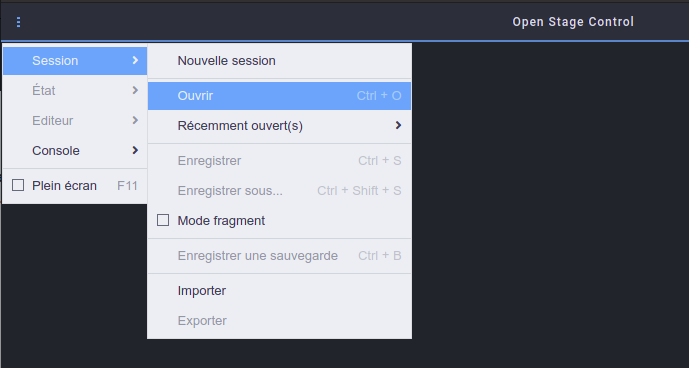 Open Stage Control
Session
État
Editeur
Console
Plein écran F11
Nouvelle session
Ouvrir Ctrl + O
Récemment ouvert(s)
Enregistrer Ctrl + S
Enregistrer sous... Ctrl + Shift + S
Mode fragment
Enregistrer une sauvegarde Ctrl + B
Importer
Exporter